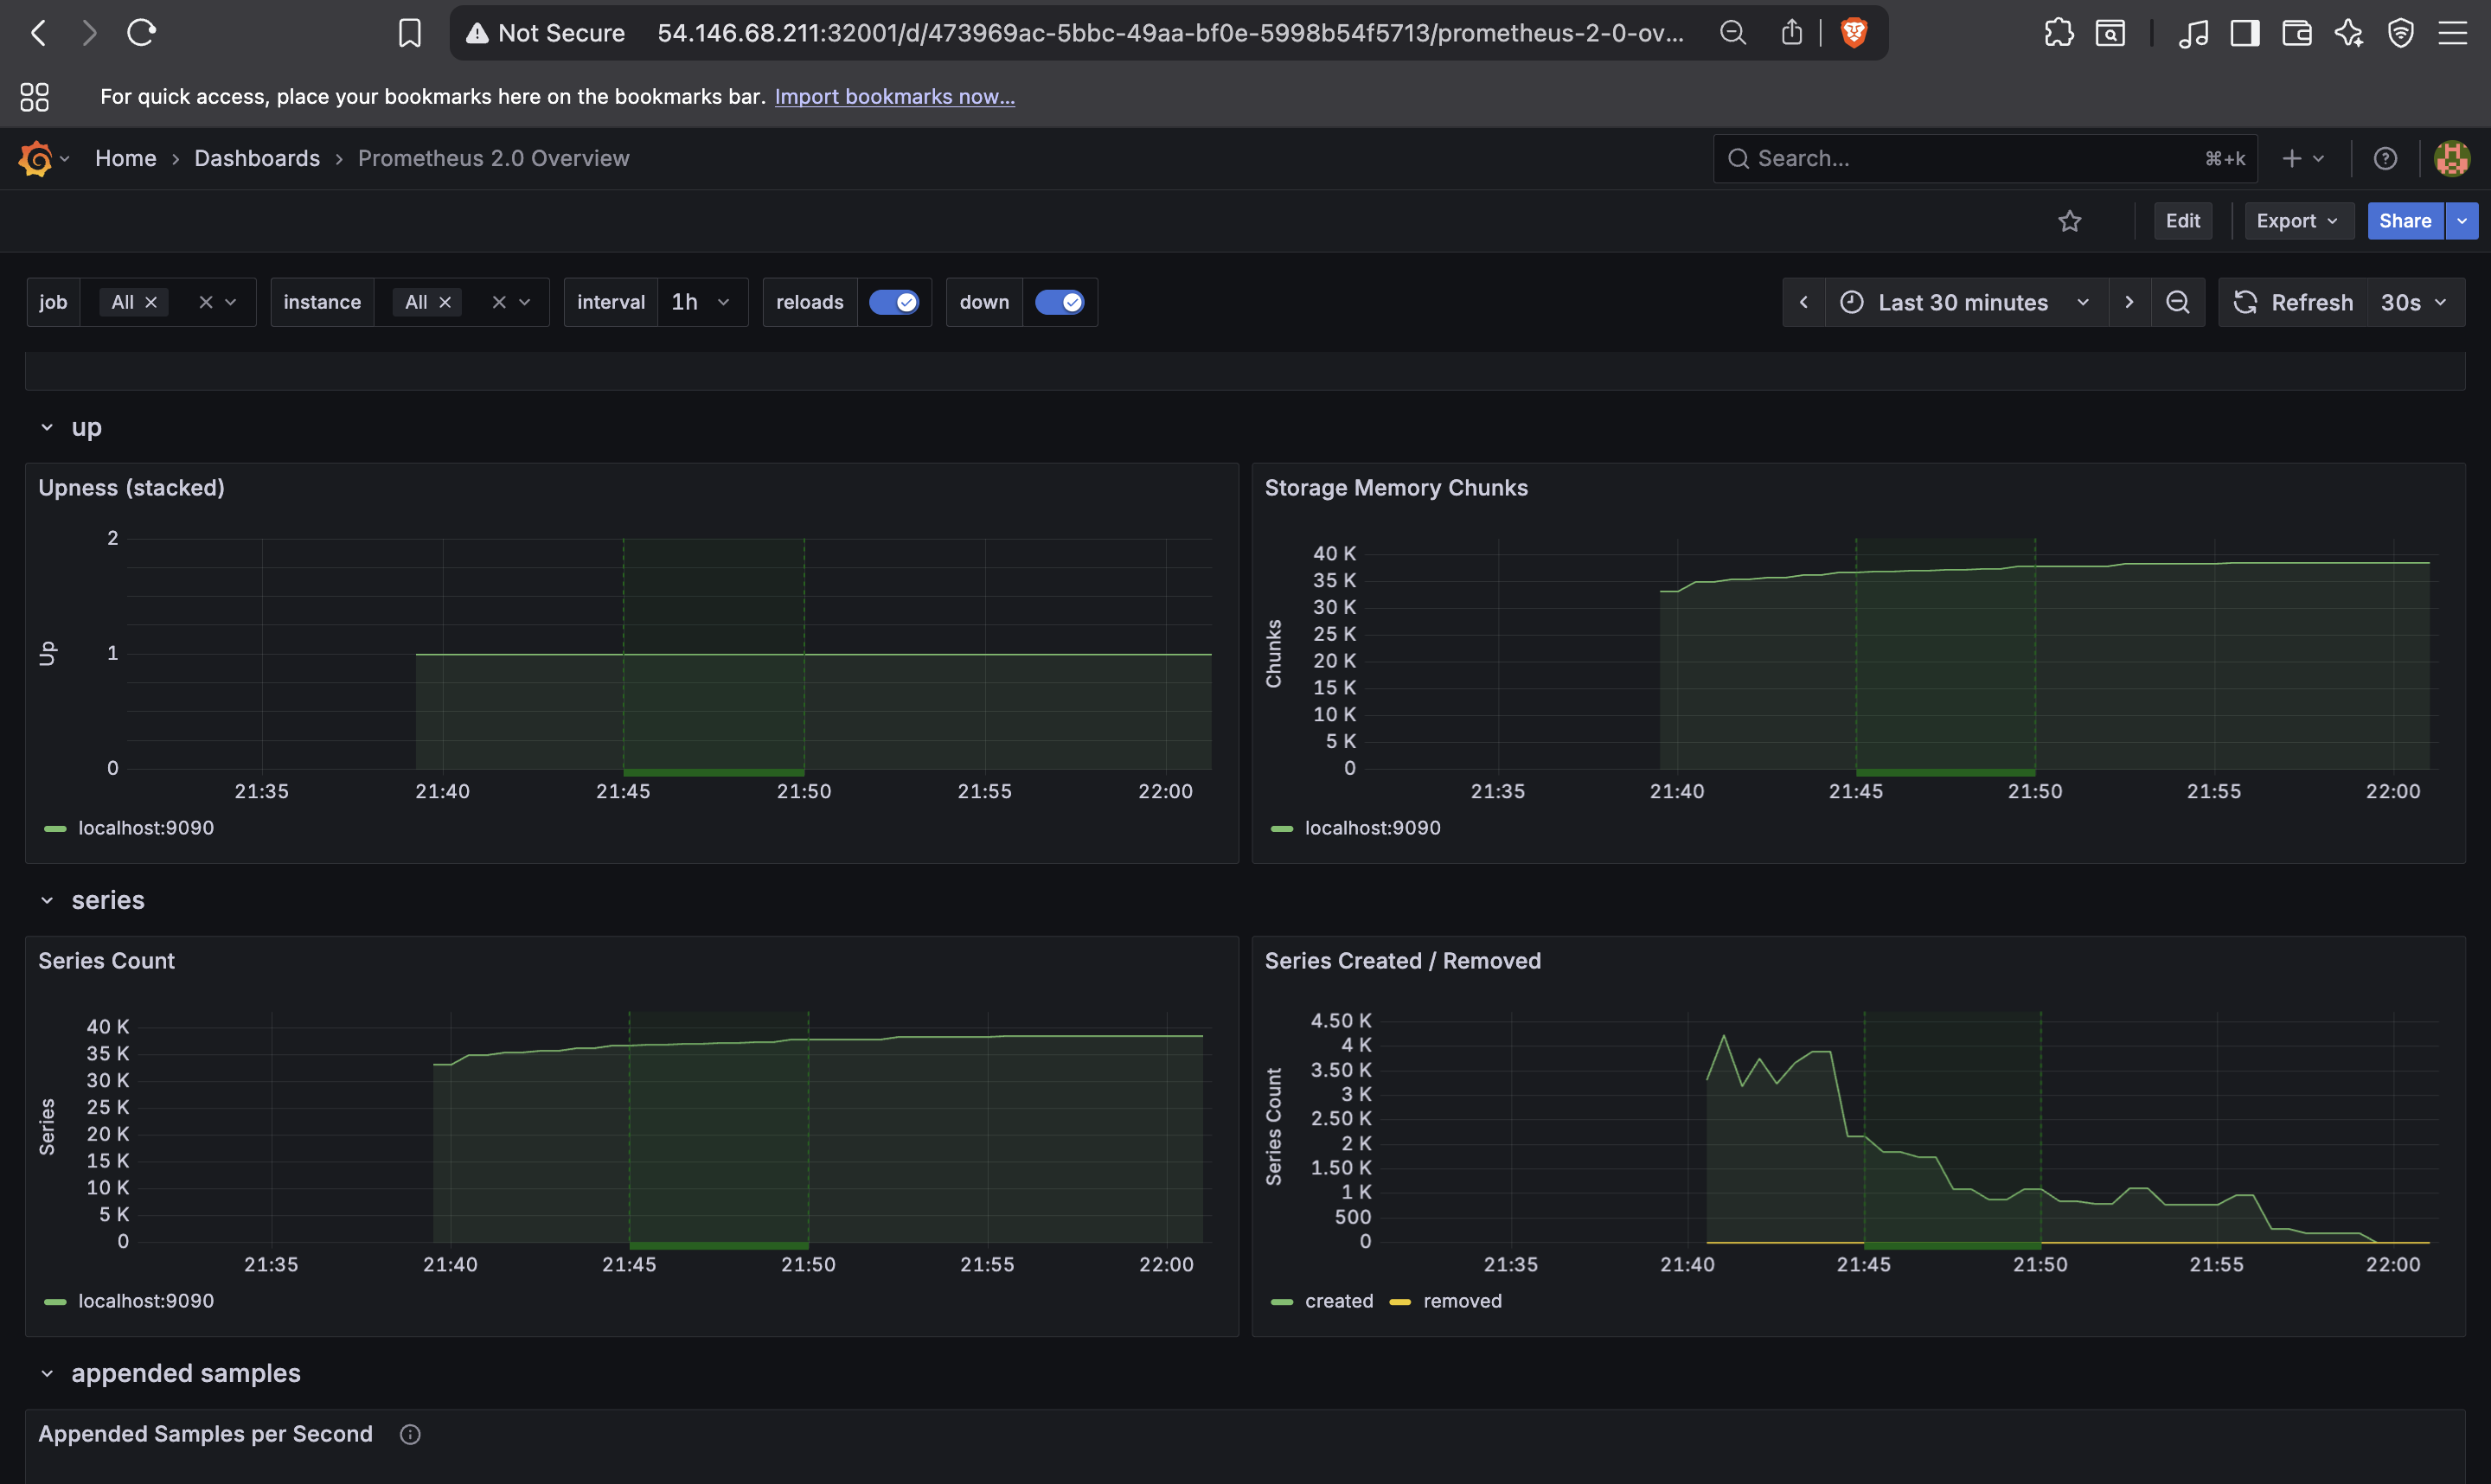 Not Secure 54.146.68.211:32001/d/473969ac-5bbc-49aa-bf0e-5998b54f5713/prometheus-2-0-ov...
For quick access, place your bookmarks here on the bookmarks bar. Import bookmarks now...
Home › Dashboards › Prometheus 2.0 Overview
Search... ⌘+k
Edit Export Share
job All instance All interval 1h reloads down Last 30 minutes Refresh 30s
up
Upness (stacked)
2
1
0
Up
21:35 21:40 21:45 21:50 21:55 22:00
localhost:9090
Storage Memory Chunks
40 K
35 K
30 K
25 K
20 K
15 K
10 K
5 K
0
Chunks
21:35 21:40 21:45 21:50 21:55 22:00
localhost:9090
series
Series Count
40 K
35 K
30 K
25 K
20 K
15 K
10 K
5 K
0
Series
21:35 21:40 21:45 21:50 21:55 22:00
localhost:9090
Series Created / Removed
4.50 K
4 K
3.50 K
3 K
2.50 K
2 K
1.50 K
1 K
500
0
Series Count
21:35 21:40 21:45 21:50 21:55 22:00
created removed
appended samples
Appended Samples per Second